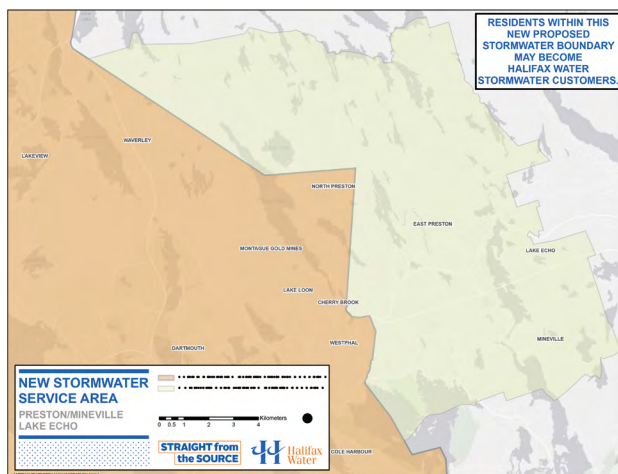 RESIDENTS WITHIN THIS
NEW PROPOSED
STORMWATER BOUNDARY
MAY BECOME
HALIFAX WATER
STORMWATER CUSTOMERS.
WAVERLEY
LAKEVIEW
NORTH PRESTON
EAST PRESTON
MONTAGUE GOLD MINES
LAKE ECHO
LAKE LOON
CHERRY BROOK
WESTPHAL
MINEVILLE
DARTMOUTH
NEW STORMWATER
SERVICE AREA
PRESTON/MINEVILLE
LAKE ECHO
Kilometers
0 0.5 1 2 3 4
STRAIGHT from
the SOURCE
Halifax
Water
COLE HARBOUR